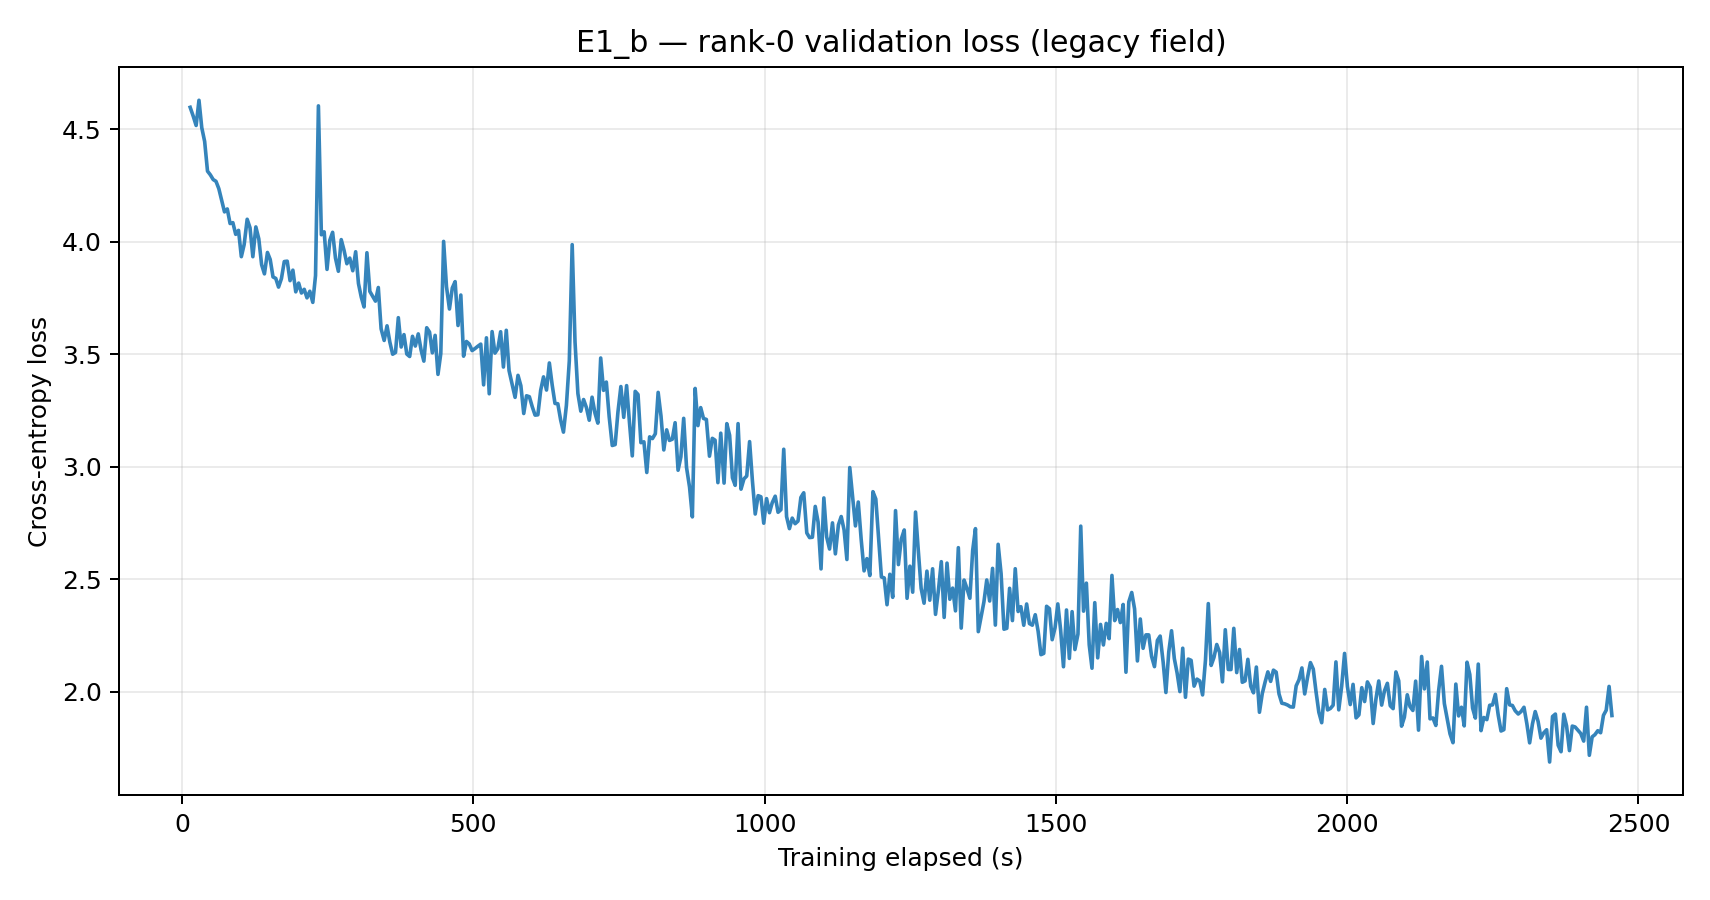 E1_b — rank-0 validation loss (legacy field)
Cross-entropy loss
4.5
4.0
3.5
3.0
2.5
2.0
0 500 1000 1500 2000 2500
Training elapsed (s)